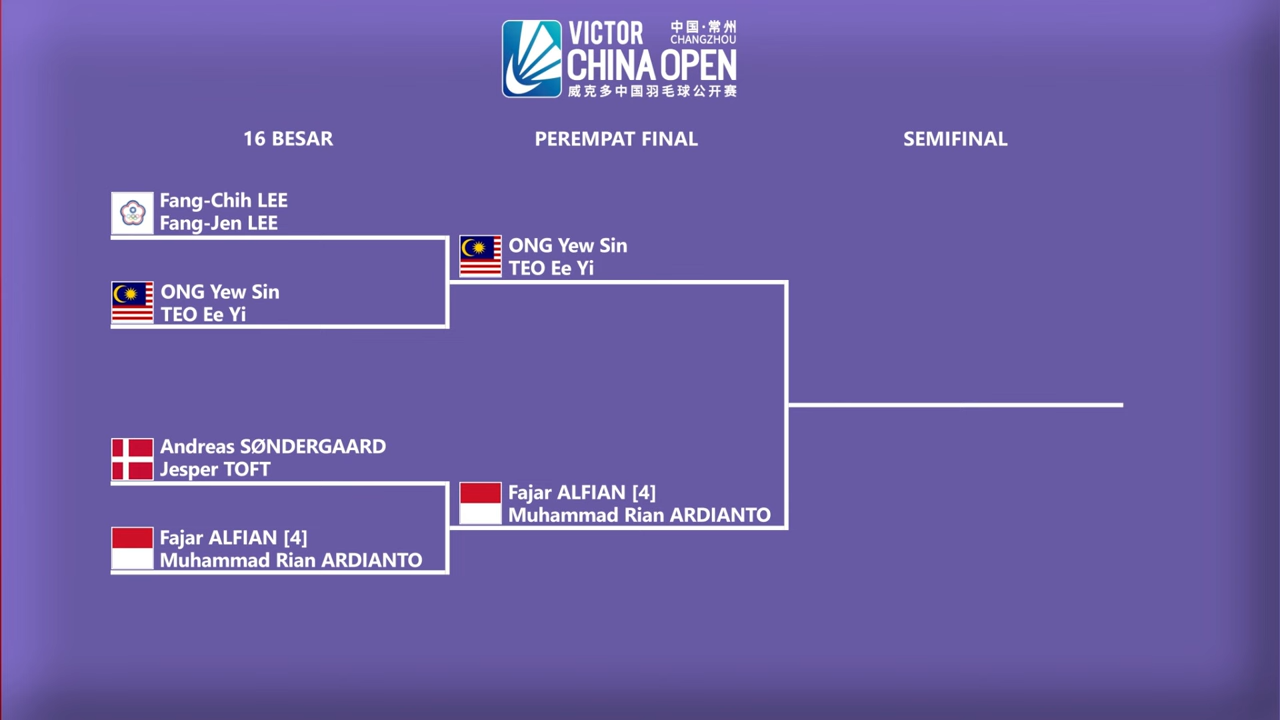 VICTOR 中国·常州
CHANGZHOU
CHINA OPEN
威克多中国羽毛球公开赛
16 BESAR
PEREMPAT FINAL
SEMIFINAL
Fang-Chih LEE
Fang-Jen LEE
ONG Yew Sin
TEO Ee Yi
ONG Yew Sin
TEO Ee Yi
Andreas SØNDERGAARD
Jesper TOFT
Fajar ALFIAN [4]
Muhammad Rian ARDIANTO
Fajar ALFIAN [4]
Muhammad Rian ARDIANTO